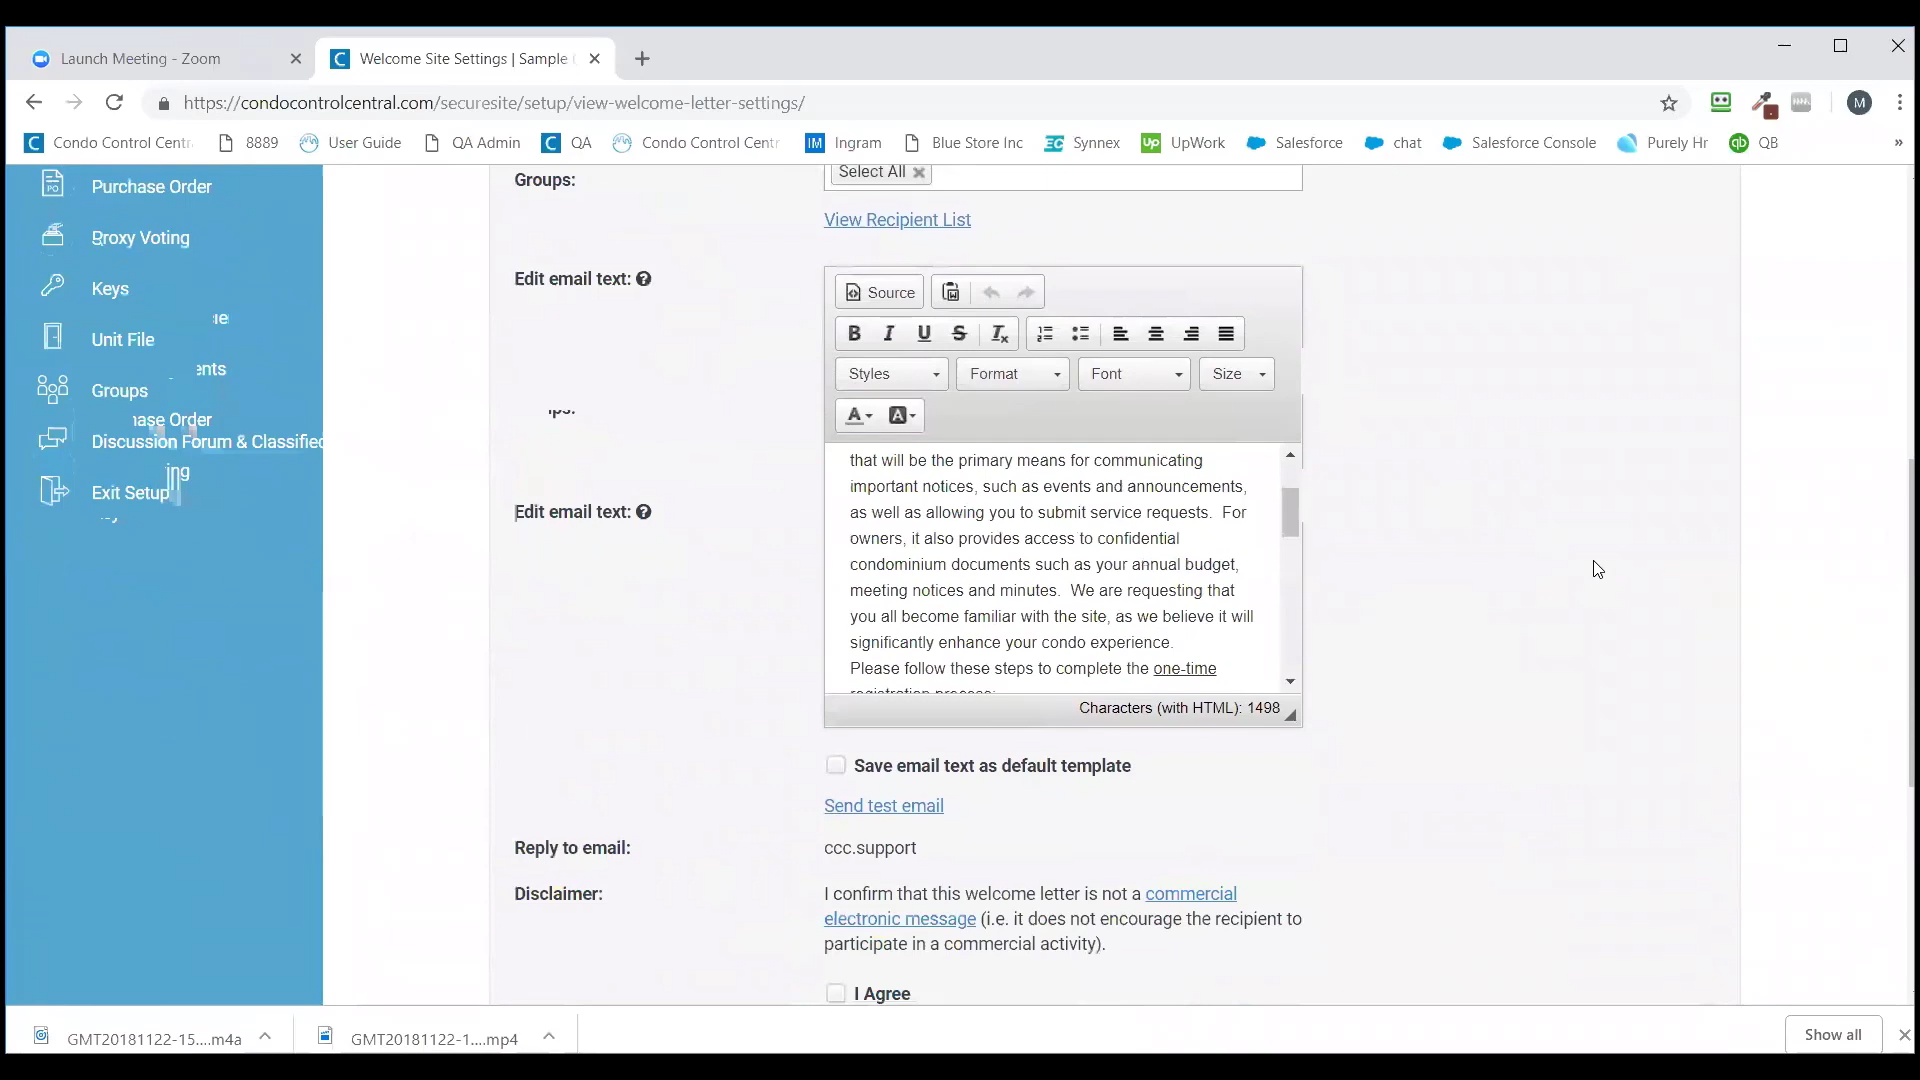 Launch Meeting - Zoom
Welcome Site Settings | Sample
https://condocontrolcentral.com/securesite/setup/view-welcome-letter-settings/
M
Condo Control Centr
8889
User Guide
QA Admin
QA
Condo Control Centr
Ingram
Blue Store Inc
Synnex
UpWork
Salesforce
chat
Salesforce Console
Purely Hr
QB
Purchase Order
Proxy Voting
Keys
Unit File
Groups
Discussion Forum & Classified
Exit Setup
Groups:
Select All
View Recipient List
Edit email text:
Source
Styles
Format
Font
Size
that will be the primary means for communicating
important notices, such as events and announcements,
as well as allowing you to submit service requests.  For
owners, it also provides access to confidential
condominium documents such as your annual budget,
meeting notices and minutes.  We are requesting that
you all become familiar with the site, as we believe it will
significantly enhance your condo experience.
Please follow these steps to complete the one-time
registration process:
Characters (with HTML): 1498
Edit email text:
Save email text as default template
Send test email
Reply to email:
ccc.support
Disclaimer:
I confirm that this welcome letter is not a commercial
electronic message (i.e. it does not encourage the recipient to
participate in a commercial activity).
I Agree
GMT20181122-15....m4a
GMT20181122-1....mp4
Show all